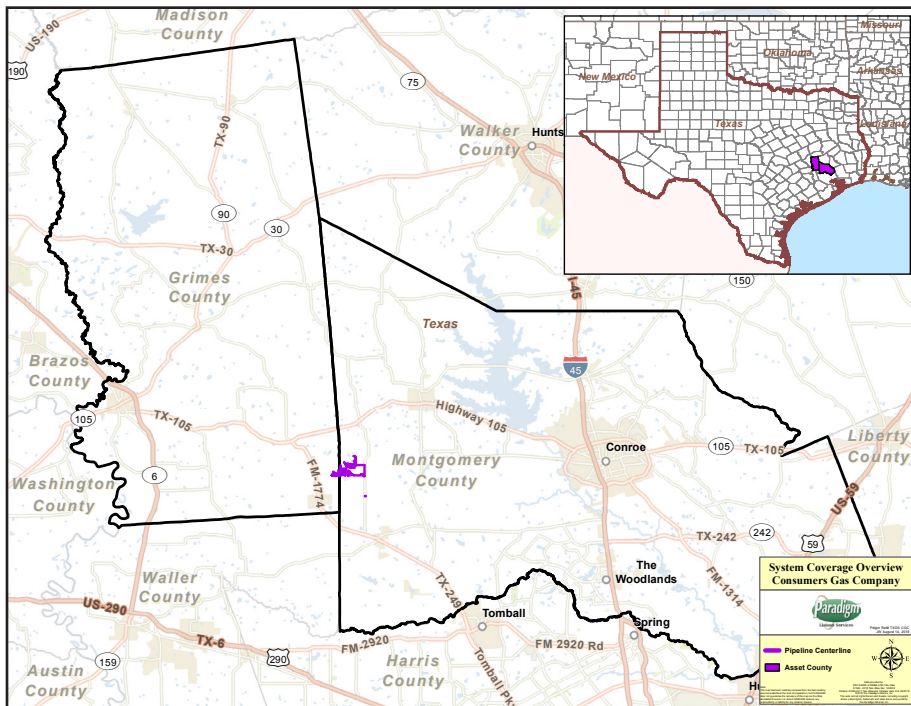 US-190
190
Madison
County
75
TX-90
Walker
County
Hunts
90
30
TX-30
Grimes
County
Texas
I-45
45
150
Brazos
County
105
TX-105
Highway 105
Conroe
105
TX-105
Liberty
County
US-59
Washington
County
6
FM-1774
Montgomery
County
TX-242
242
59
Waller
County
The
Woodlands
FM-1314
US-290
TX-6
TX-249
Tomball
Spring
FM-2920
FM 2920 Rd
290
159
Austin
County
Harris
County
Tomball Pk
Missouri
Oklahoma
New Mexico
Arkansas
Texas
Louisiana
System Coverage Overview
Consumers Gas Company
Paradigm
Liaison Services
Pipeline Centerline
Asset County
N
W
E
S